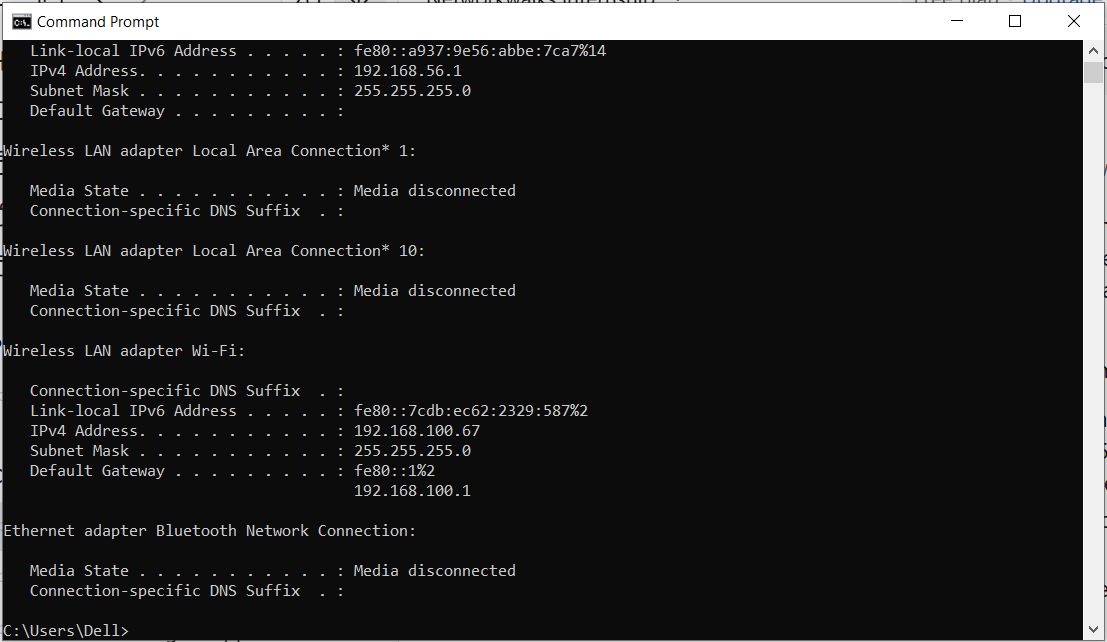 Command Prompt
Link-local IPv6 Address . . . . . : fe80::a937:9e56:abbe:7ca7%14
IPv4 Address. . . . . . . . . . . : 192.168.56.1
Subnet Mask . . . . . . . . . . . : 255.255.255.0
Default Gateway . . . . . . . . . :
Wireless LAN adapter Local Area Connection* 1:
Media State . . . . . . . . . . . : Media disconnected
Connection-specific DNS Suffix  . :
Wireless LAN adapter Local Area Connection* 10:
Media State . . . . . . . . . . . : Media disconnected
Connection-specific DNS Suffix  . :
Wireless LAN adapter Wi-Fi:
Connection-specific DNS Suffix  . :
Link-local IPv6 Address . . . . . : fe80::7cdb:ec62:2329:587%2
IPv4 Address. . . . . . . . . . . : 192.168.100.67
Subnet Mask . . . . . . . . . . . : 255.255.255.0
Default Gateway . . . . . . . . . : fe80::1%2
192.168.100.1
Ethernet adapter Bluetooth Network Connection:
Media State . . . . . . . . . . . : Media disconnected
Connection-specific DNS Suffix  . :
C:\Users\Dell>